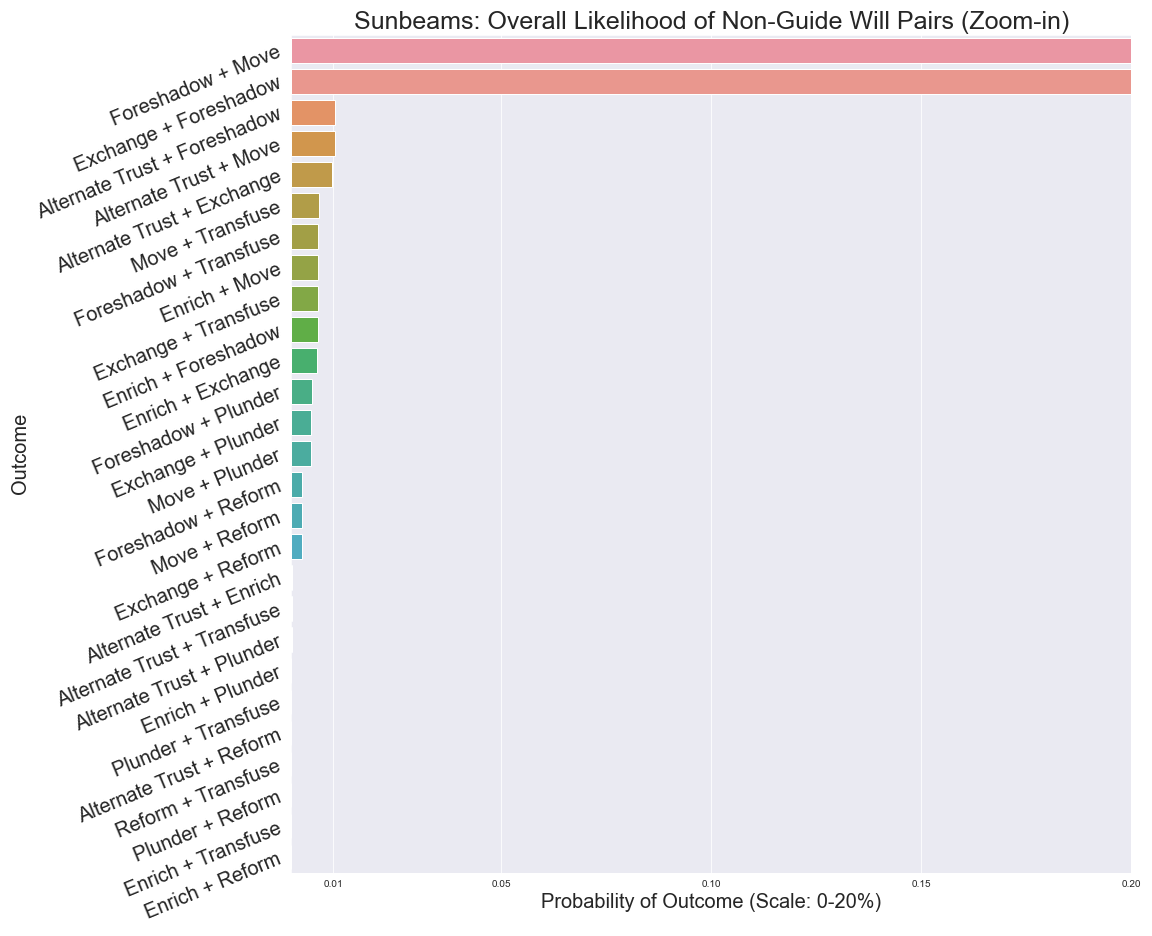 Sunbeams: Overall Likelihood of Non-Guide Will Pairs (Zoom-in)
Foreshadow + Move
Exchange + Foreshadow
Alternate Trust + Foreshadow
Alternate Trust + Move
Alternate Trust + Exchange
Move + Transfuse
Foreshadow + Transfuse
Enrich + Move
Exchange + Transfuse
Enrich + Foreshadow
Enrich + Exchange
Foreshadow + Plunder
Exchange + Plunder
Move + Plunder
Foreshadow + Reform
Move + Reform
Exchange + Reform
Alternate Trust + Enrich
Alternate Trust + Transfuse
Alternate Trust + Plunder
Enrich + Plunder
Plunder + Transfuse
Alternate Trust + Reform
Reform + Transfuse
Plunder + Reform
Enrich + Transfuse
Enrich + Reform
Outcome
0.01 0.05 0.10 0.15 0.20
Probability of Outcome (Scale: 0-20%)